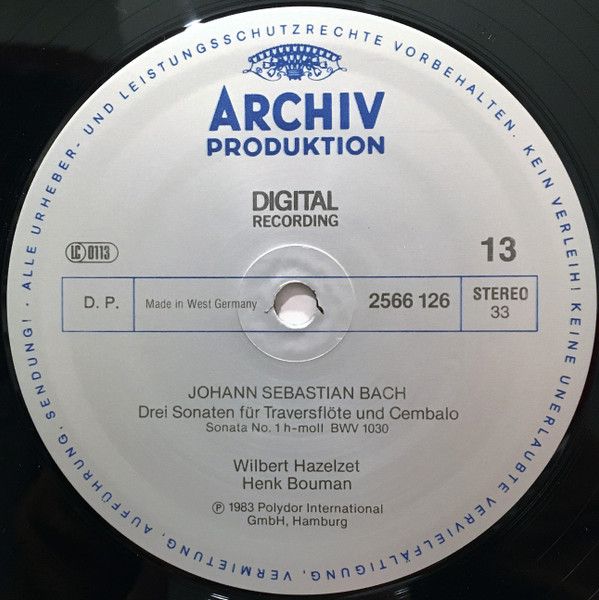 ALLE URHEBER- UND LEISTUNGSSCHUTZRECHTE VORBEHALTEN. KEIN VERLEIH! KEINE UNERLAUBTE VERVIELFÄLTIGUNG, VERMIETUNG, AUFFÜHRUNG, SENDUNG! ·
ARCHIV
PRODUKTION
DIGITAL
RECORDING
LC 0113
13
D. P.
Made in West Germany
2566 126
STEREO
33
JOHANN SEBASTIAN BACH
Drei Sonaten für Traversflöte und Cembalo
Sonata No. 1 h-moll BWV 1030
Wilbert Hazelzet
Henk Bouman
℗ 1983 Polydor International
GmbH, Hamburg